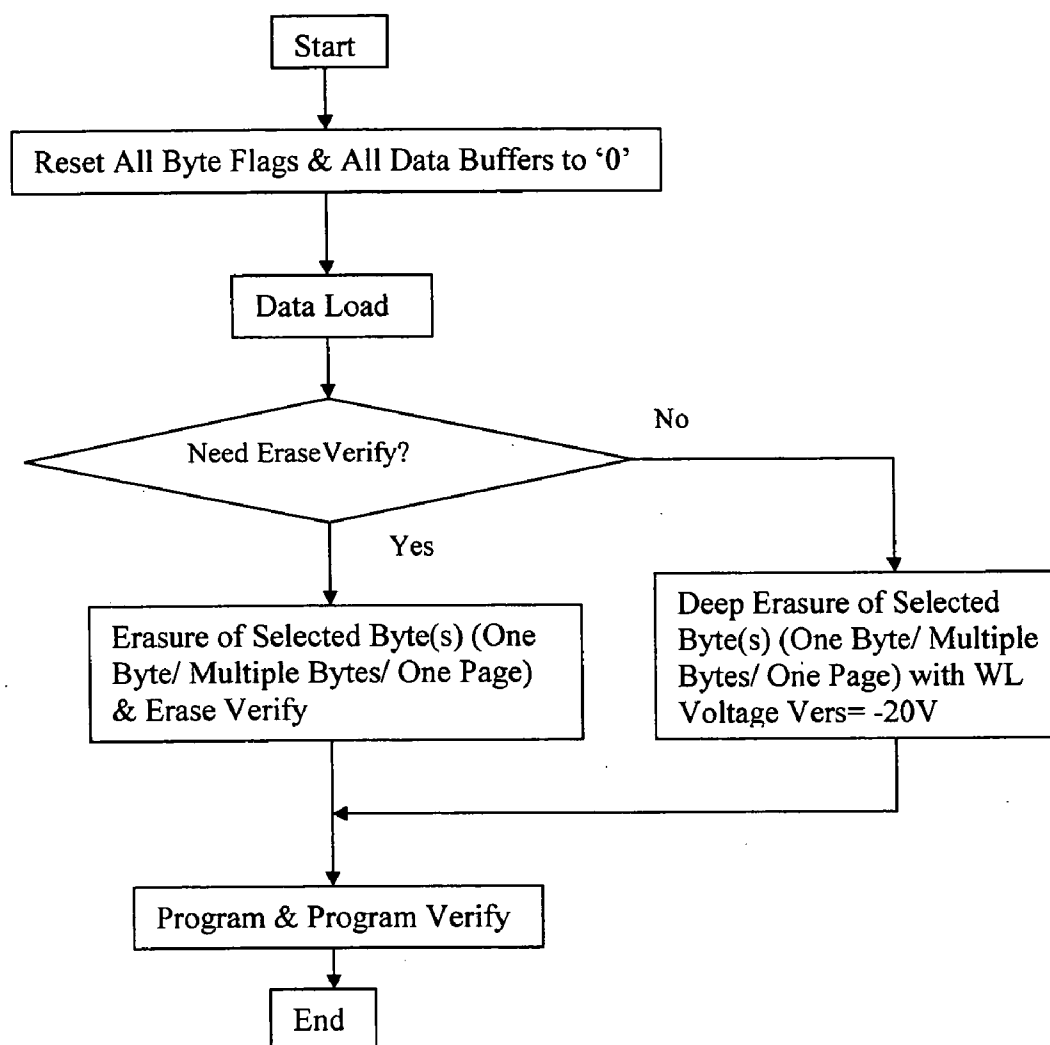 Start
Reset All Byte Flags & All Data Buffers to ‘0’
Data Load
Need EraseVerify?
No
Yes
Erasure of Selected Byte(s) (One
Byte/ Multiple Bytes/ One Page)
& Erase Verify
Deep Erasure of Selected
Byte(s) (One Byte/ Multiple
Bytes/ One Page) with WL
Voltage Vers= -20V
Program & Program Verify
End